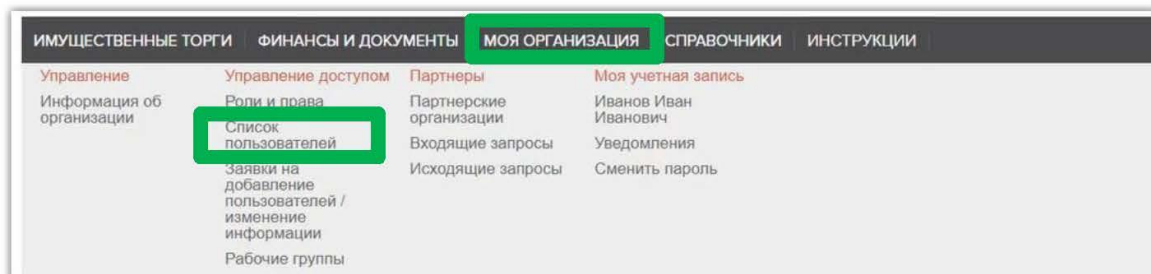 ИМУЩЕСТВЕННЫЕ ТОРГИ ФИНАНСЫ И ДОКУМЕНТЫ МОЯ ОРГАНИЗАЦИЯ СПРАВОЧНИКИ ИНСТРУКЦИИ
Управление
Информация об
организации
Управление доступом
Роли и права
Список
пользователей
Заявки на
добавление
пользователей /
изменение
информации
Рабочие группы
Партнеры
Партнерские
организации
Входящие запросы
Исходящие запросы
Моя учетная запись
Иванов Иван
Иванович
Уведомления
Сменить пароль